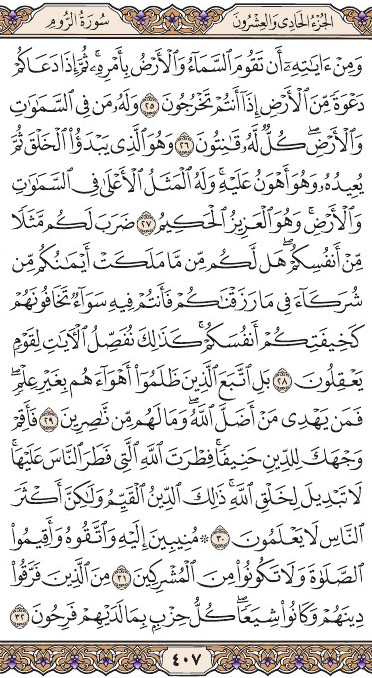 الجزء الحادي والعشرون سورة الروم
وَمِنْ ءَايَٰتِهِۦٓ أَن تَقُومَ ٱلسَّمَآءُ وَٱلْأَرْضُ بِأَمْرِهِۦۚ ثُمَّ إِذَا دَعَاكُمْ
دَعْوَةً مِّنَ ٱلْأَرْضِ إِذَآ أَنتُمْ تَخْرُجُونَ ٢٥ وَلَهُۥ مَن فِى ٱلسَّمَٰوَٰتِ
وَٱلْأَرْضِۖ كُلٌّ لَّهُۥ قَٰنِتُونَ ٢٦ وَهُوَ ٱلَّذِى يَبْدَؤُا۟ ٱلْخَلْقَ ثُمَّ
يُعِيدُهُۥ وَهُوَ أَهْوَنُ عَلَيْهِۚ وَلَهُ ٱلْمَثَلُ ٱلْأَعْلَىٰ فِى ٱلسَّمَٰوَٰتِ
وَٱلْأَرْضِۚ وَهُوَ ٱلْعَزِيزُ ٱلْحَكِيمُ ٢٧ ضَرَبَ لَكُم مَّثَلًا
مِّنْ أَنفُسِكُمْۖ هَل لَّكُم مِّن مَّا مَلَكَتْ أَيْمَٰنُكُم مِّن
شُرَكَآءَ فِى مَا رَزَقْنَٰكُمْ فَأَنتُمْ فِيهِ سَوَآءٌ تَخَافُونَهُمْ
كَخِيفَتِكُمْ أَنفُسَكُمْۚ كَذَٰلِكَ نُفَصِّلُ ٱلْءَايَٰتِ لِقَوْمٍ
يَعْقِلُونَ ٢٨ بَلِ ٱتَّبَعَ ٱلَّذِينَ ظَلَمُوٓا۟ أَهْوَآءَهُم بِغَيْرِ عِلْمٍۖ
فَمَن يَهْدِى مَنْ أَضَلَّ ٱللَّهُۖ وَمَا لَهُم مِّن نَّٰصِرِينَ ٢٩ فَأَقِمْ
وَجْهَكَ لِلدِّينِ حَنِيفًاۚ فِطْرَتَ ٱللَّهِ ٱلَّتِى فَطَرَ ٱلنَّاسَ عَلَيْهَاۚ
لَا تَبْدِيلَ لِخَلْقِ ٱللَّهِۚ ذَٰلِكَ ٱلدِّينُ ٱلْقَيِّمُ وَلَٰكِنَّ أَكْثَرَ
ٱلنَّاسِ لَا يَعْلَمُونَ ٣٠ ۞ مُنِيبِينَ إِلَيْهِ وَٱتَّقُوهُ وَأَقِيمُوا۟
ٱلصَّلَوٰةَ وَلَا تَكُونُوا۟ مِنَ ٱلْمُشْرِكِينَ ٣١ مِنَ ٱلَّذِينَ فَرَّقُوا۟
دِينَهُمْ وَكَانُوا۟ شِيَعًاۖ كُلُّ حِزْبٍۭ بِمَا لَدَيْهِمْ فَرِحُونَ ٣٢
٤٠٧